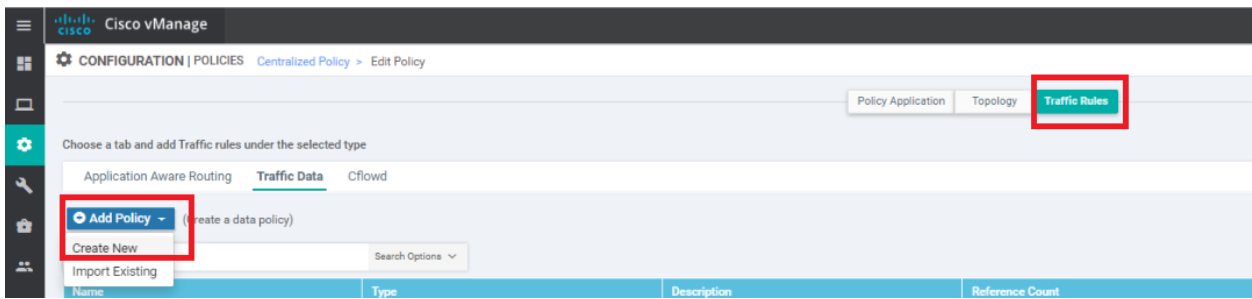 CISCO Cisco vManage
CONFIGURATION | POLICIES Centralized Policy > Edit Policy
Policy Application Topology Traffic Rules
Choose a tab and add Traffic rules under the selected type
Application Aware Routing Traffic Data Cflowd
Add Policy (Create a data policy)
Create New
Search Options
Import Existing
Name Type Description Reference Count